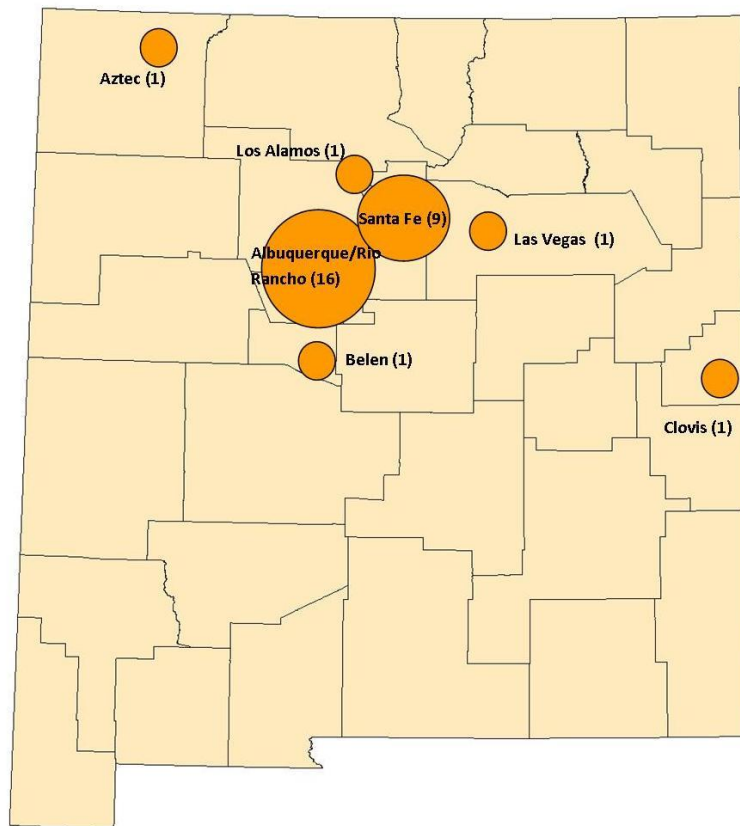 Aztec (1)
Los Alamos (1)
Santa Fe (9)
Las Vegas  (1)
Albuquerque/Rio
Rancho (16)
Belen (1)
Clovis (1)